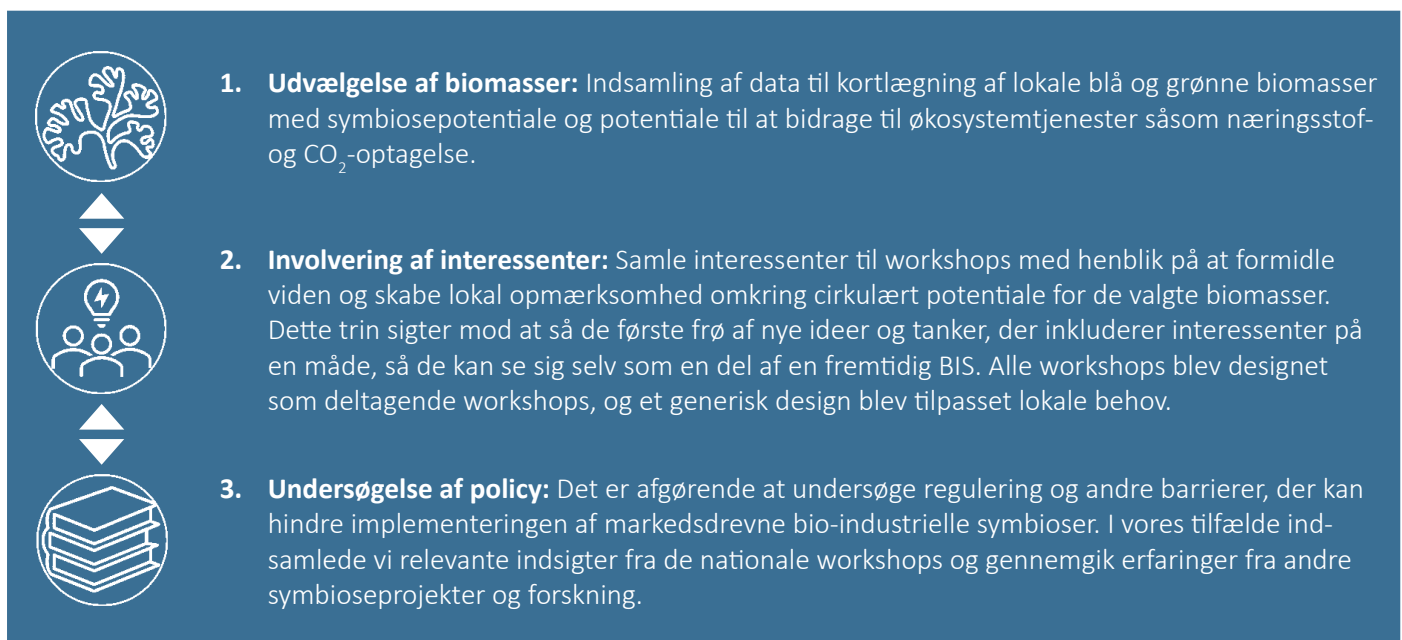 1. Udvælgelse af biomasser: Indsamling af data til kortlægning af lokale blå og grønne biomasser
med symbiosepotentiale og potentiale til at bidrage til økosystemtjenester såsom næringsstof-
og CO₂-optagelse.
2. Involvering af interessenter: Samle interessenter til workshops med henblik på at formidle
viden og skabe lokal opmærksomhed omkring cirkulært potentiale for de valgte biomasser.
Dette trin sigter mod at så de første frø af nye ideer og tanker, der inkluderer interessenter på
en måde, så de kan se sig selv som en del af en fremtidig BIS. Alle workshops blev designet
som deltagende workshops, og et generisk design blev tilpasset lokale behov.
3. Undersøgelse af policy: Det er afgørende at undersøge regulering og andre barrierer, der kan
hindre implementeringen af markedsdrevne bio-industrielle symbioser. I vores tilfælde ind-
samlede vi relevante indsigter fra de nationale workshops og gennemgik erfaringer fra andre
symbioseprojekter og forskning.